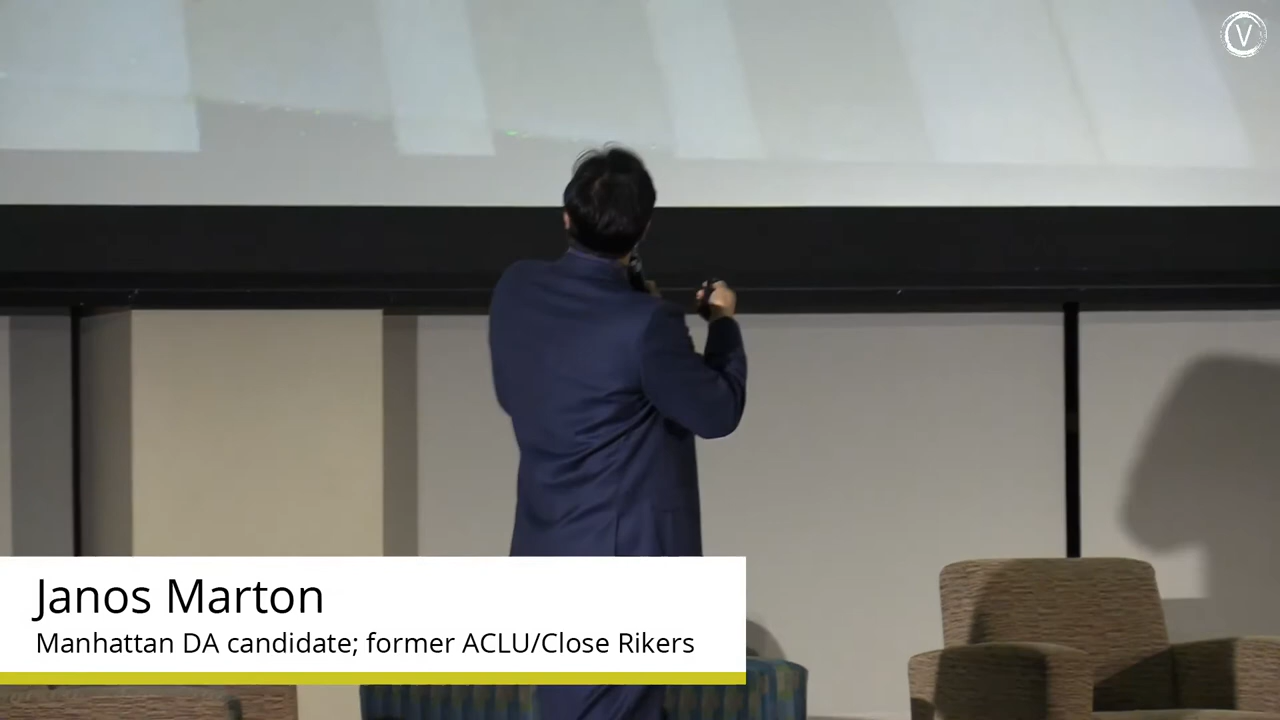 V
Janos Marton
Manhattan DA candidate; former ACLU/Close Rikers